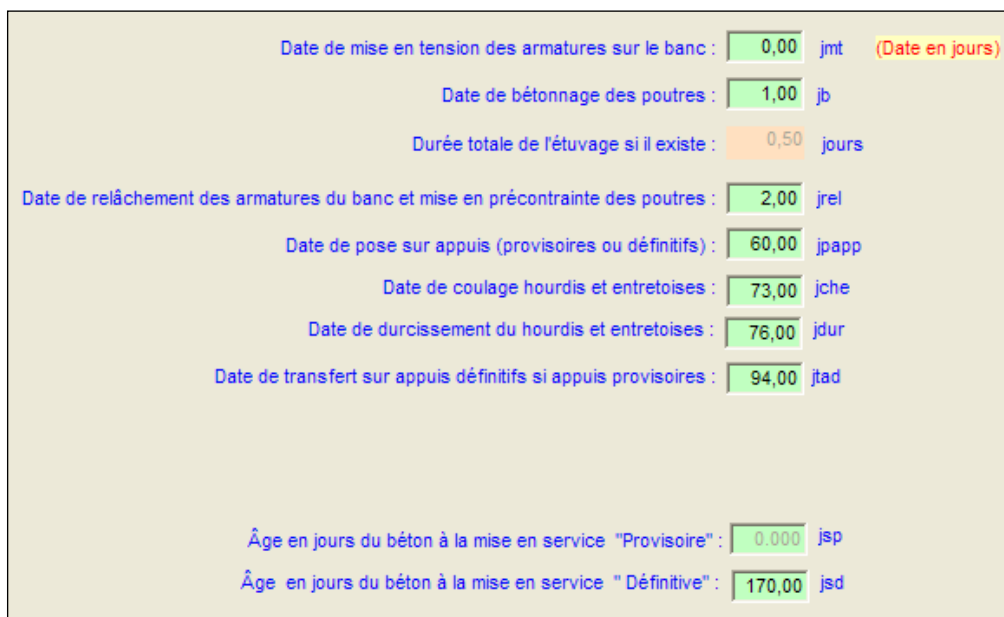 Date de mise en tension des armatures sur le banc : 0,00 jmt (Date en jours)
Date de bétonnage des poutres : 1,00 jb
Durée totale de l'étuvage si il existe : 0,50 jours
Date de relâchement des armatures du banc et mise en précontrainte des poutres : 2,00 jrel
Date de pose sur appuis (provisoires ou définitifs) : 60,00 jpapp
Date de coulage hourdis et entretoises : 73,00 jche
Date de durcissement du hourdis et entretoises : 76,00 jdur
Date de transfert sur appuis définitifs si appuis provisoires : 94,00 jtad
Âge en jours du béton à la mise en service "Provisoire" : 0.000 jsp
Âge en jours du béton à la mise en service " Définitive" : 170,00 jsd